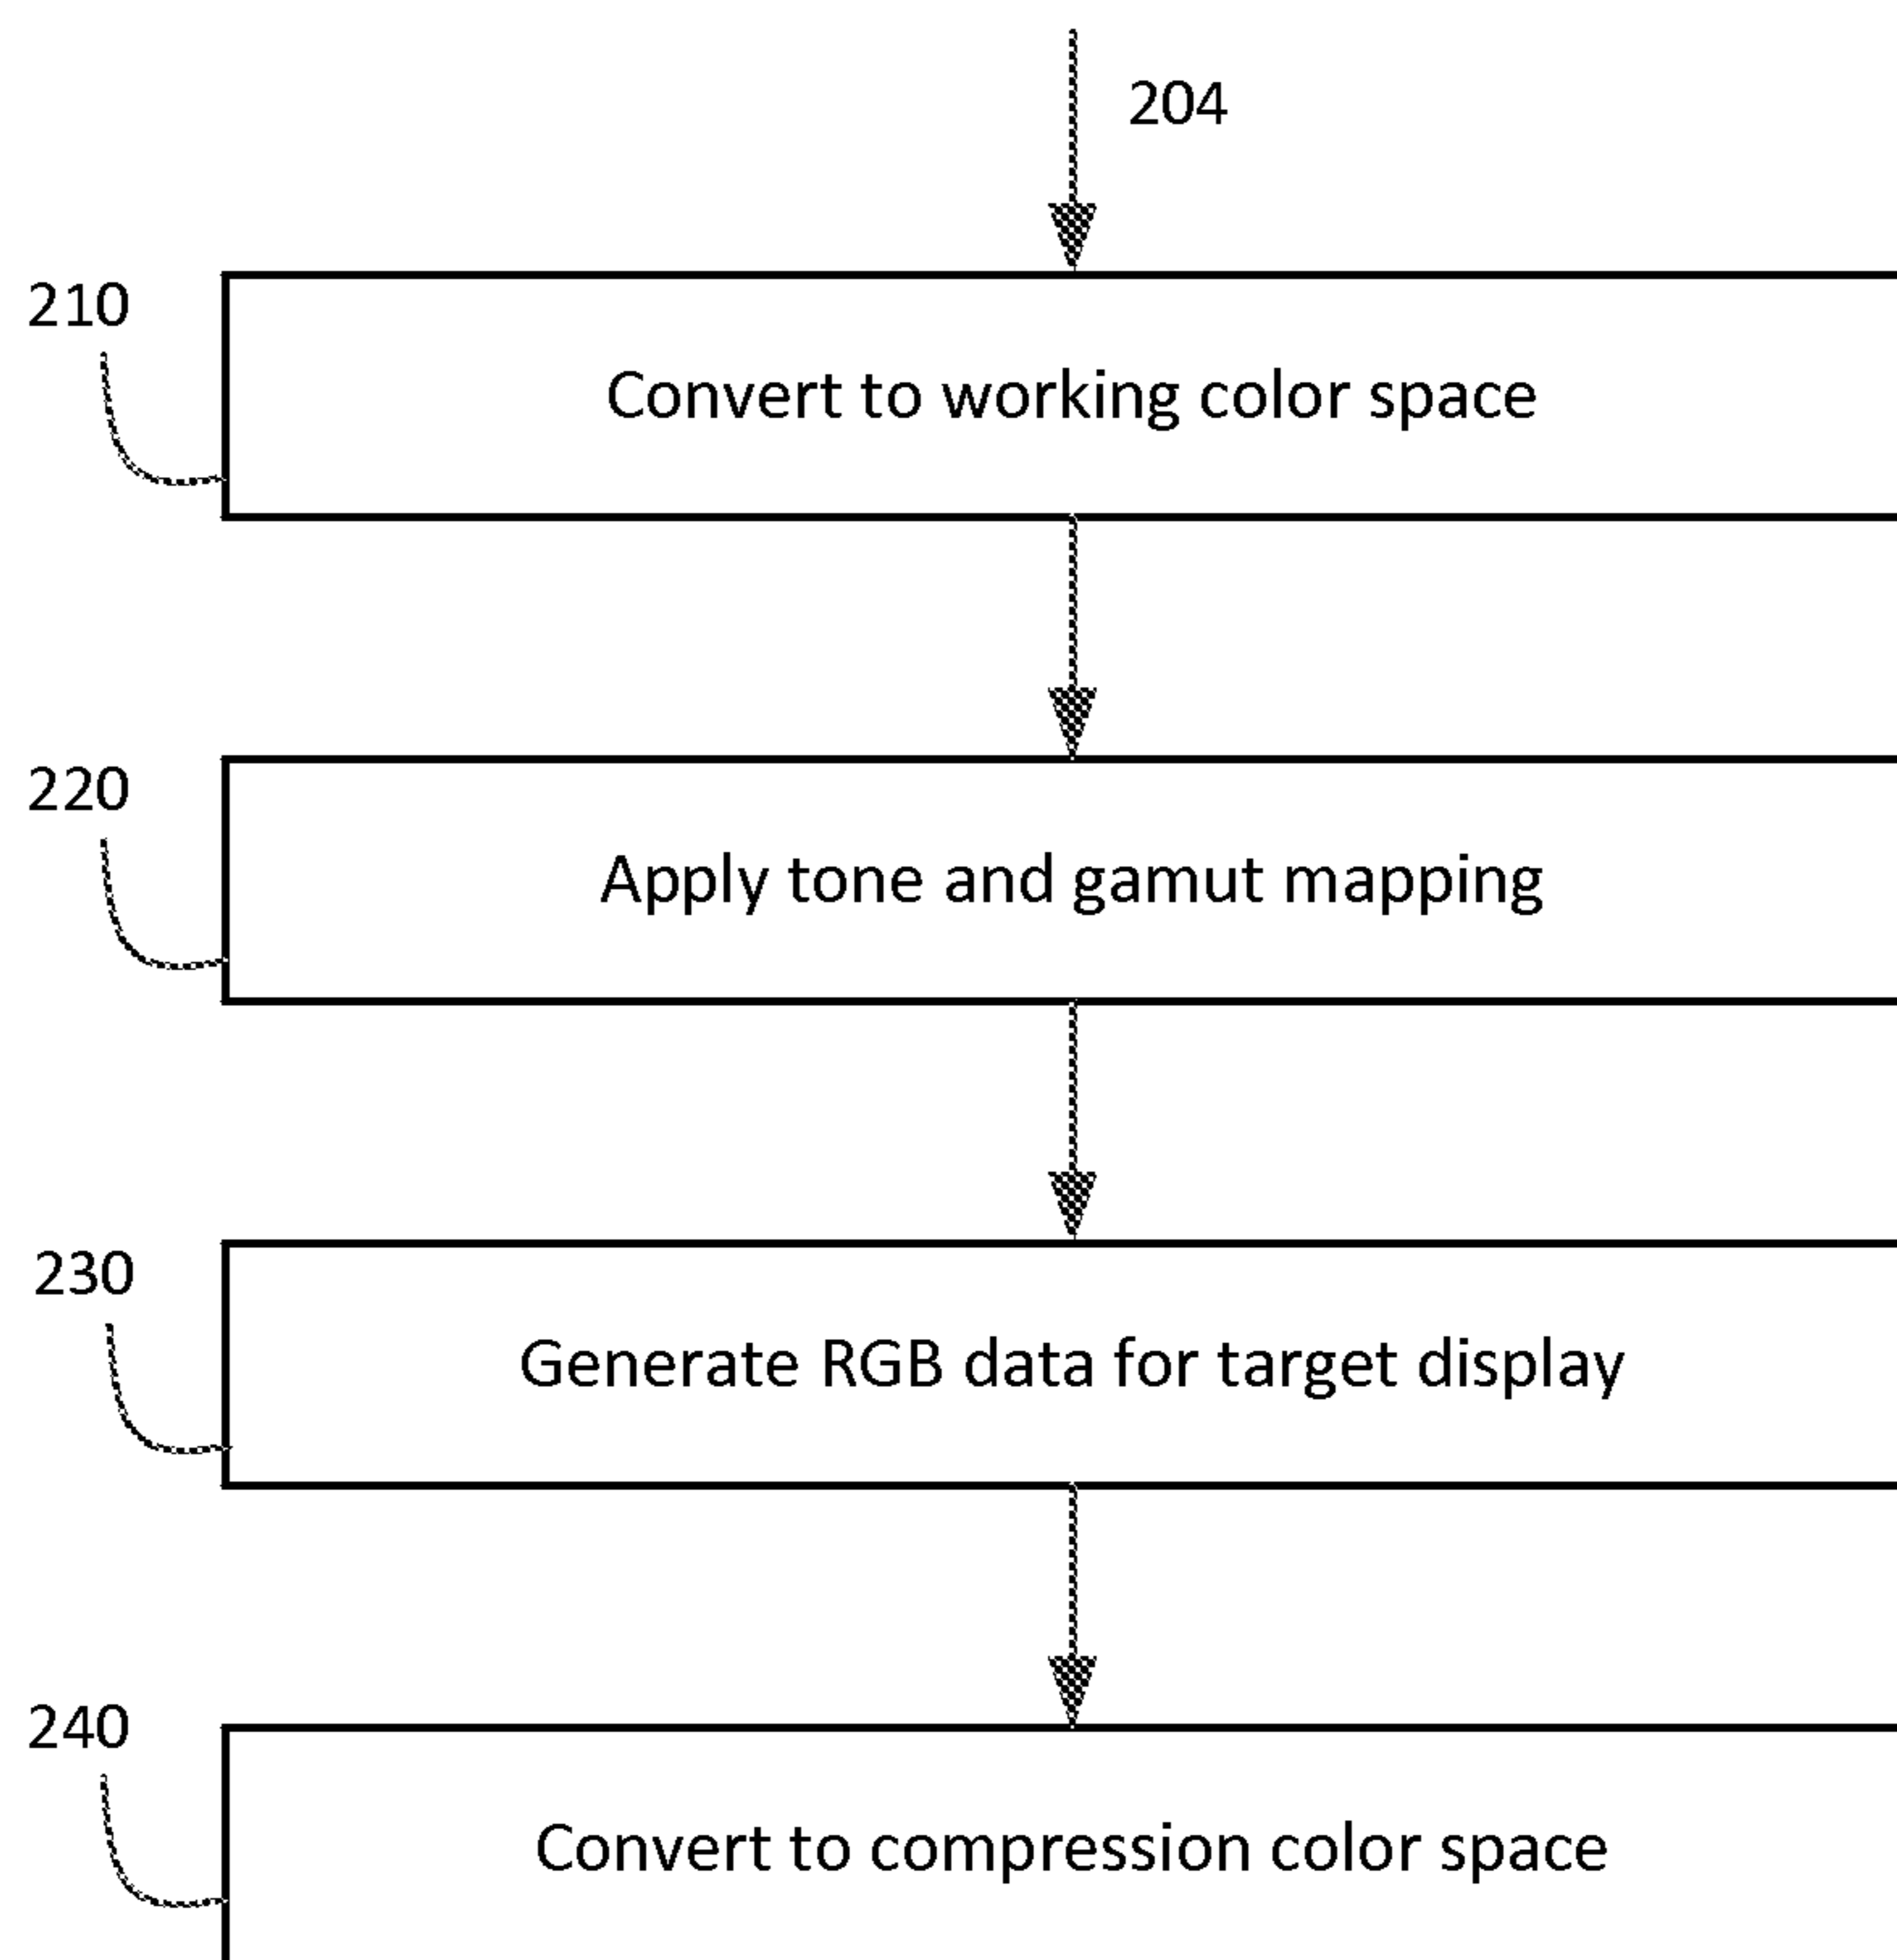 204
210
Convert to working color space
220
Apply tone and gamut mapping
230
Generate RGB data for target display
240
Convert to compression color space